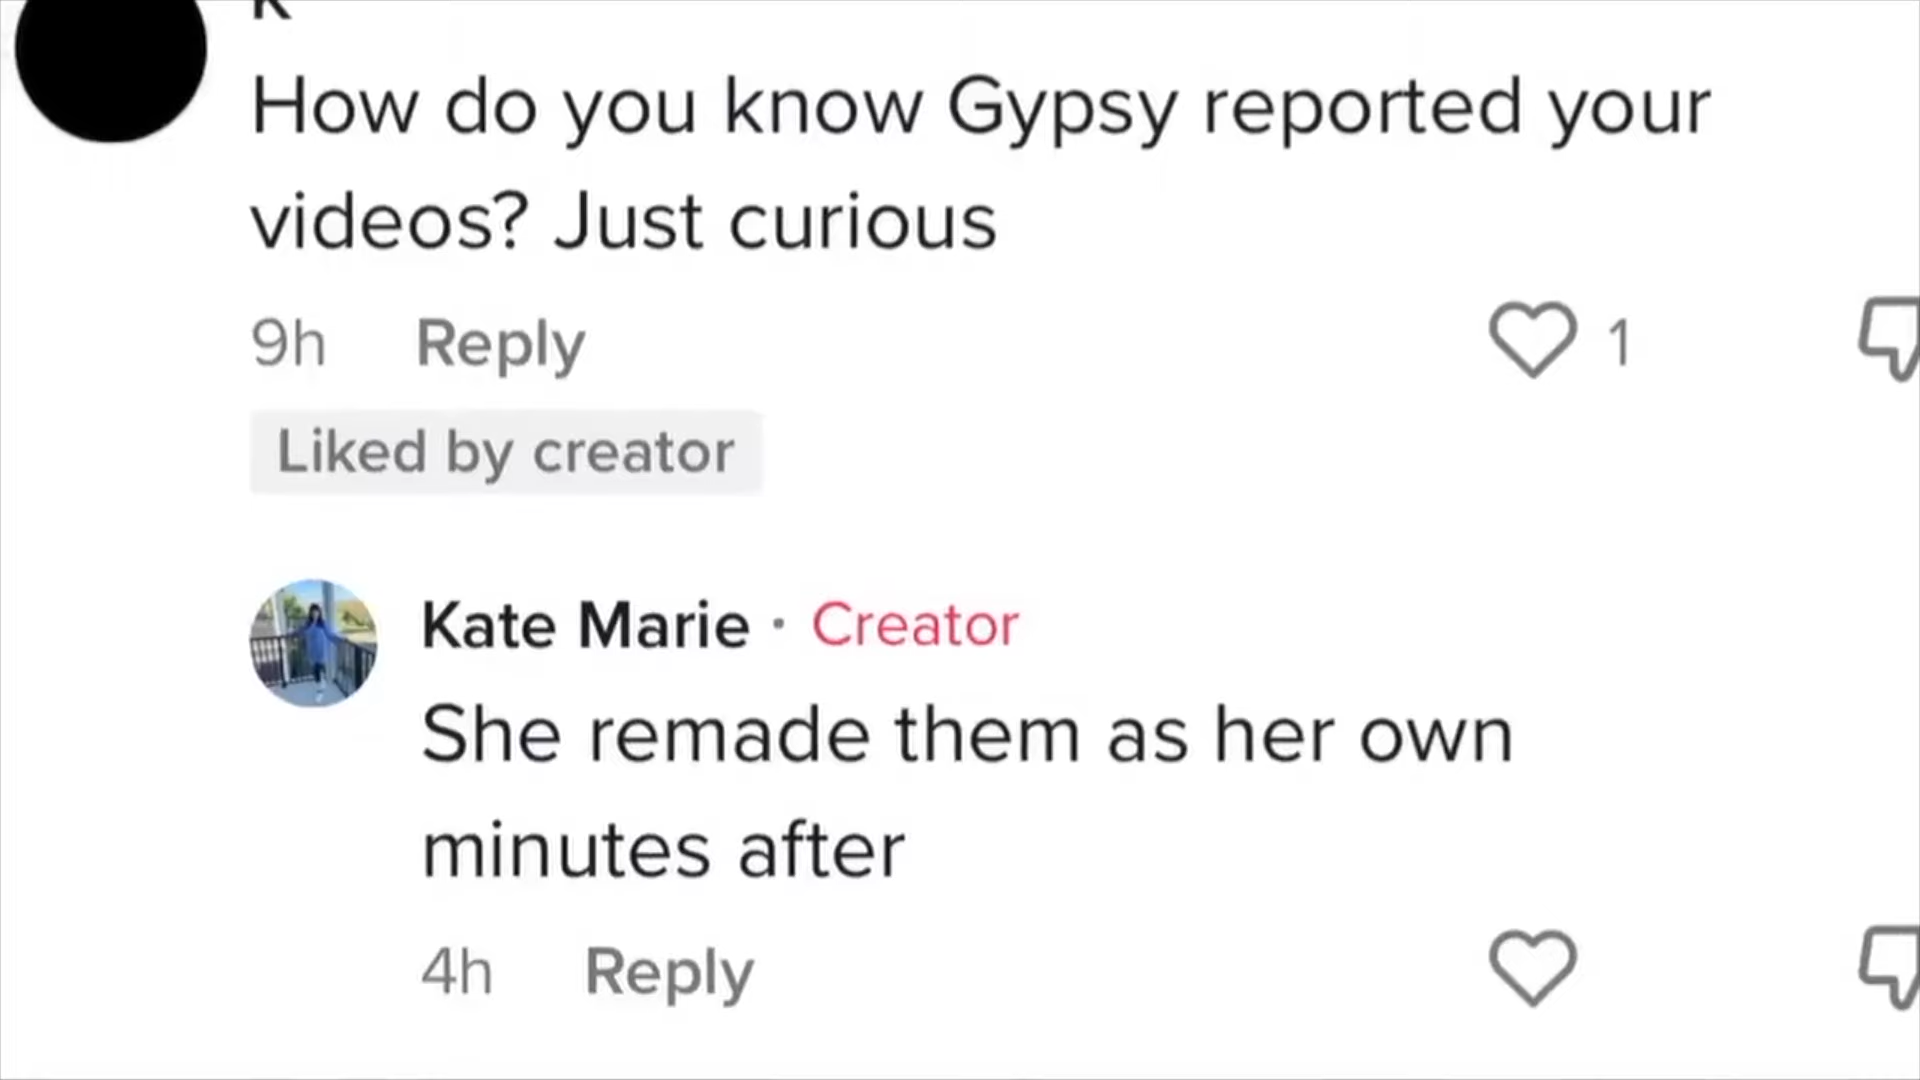 How do you know Gypsy reported your
videos? Just curious
9h Reply 1
Liked by creator
Kate Marie · Creator
She remade them as her own
minutes after
4h Reply